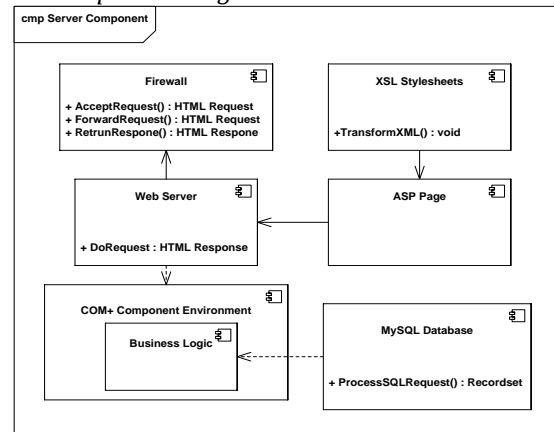 cmp Server Component
Firewall
+ AcceptRequest() : HTML Request
+ ForwardRequest() : HTML Request
+ RetrunRespone() : HTML Respone
XSL Stylesheets
+TransformXML() : void
Web Server
+ DoRequest : HTML Response
ASP Page
COM+ Component Environment
Business Logic
MySQL Database
+ ProcessSQLRequest() : Recordset